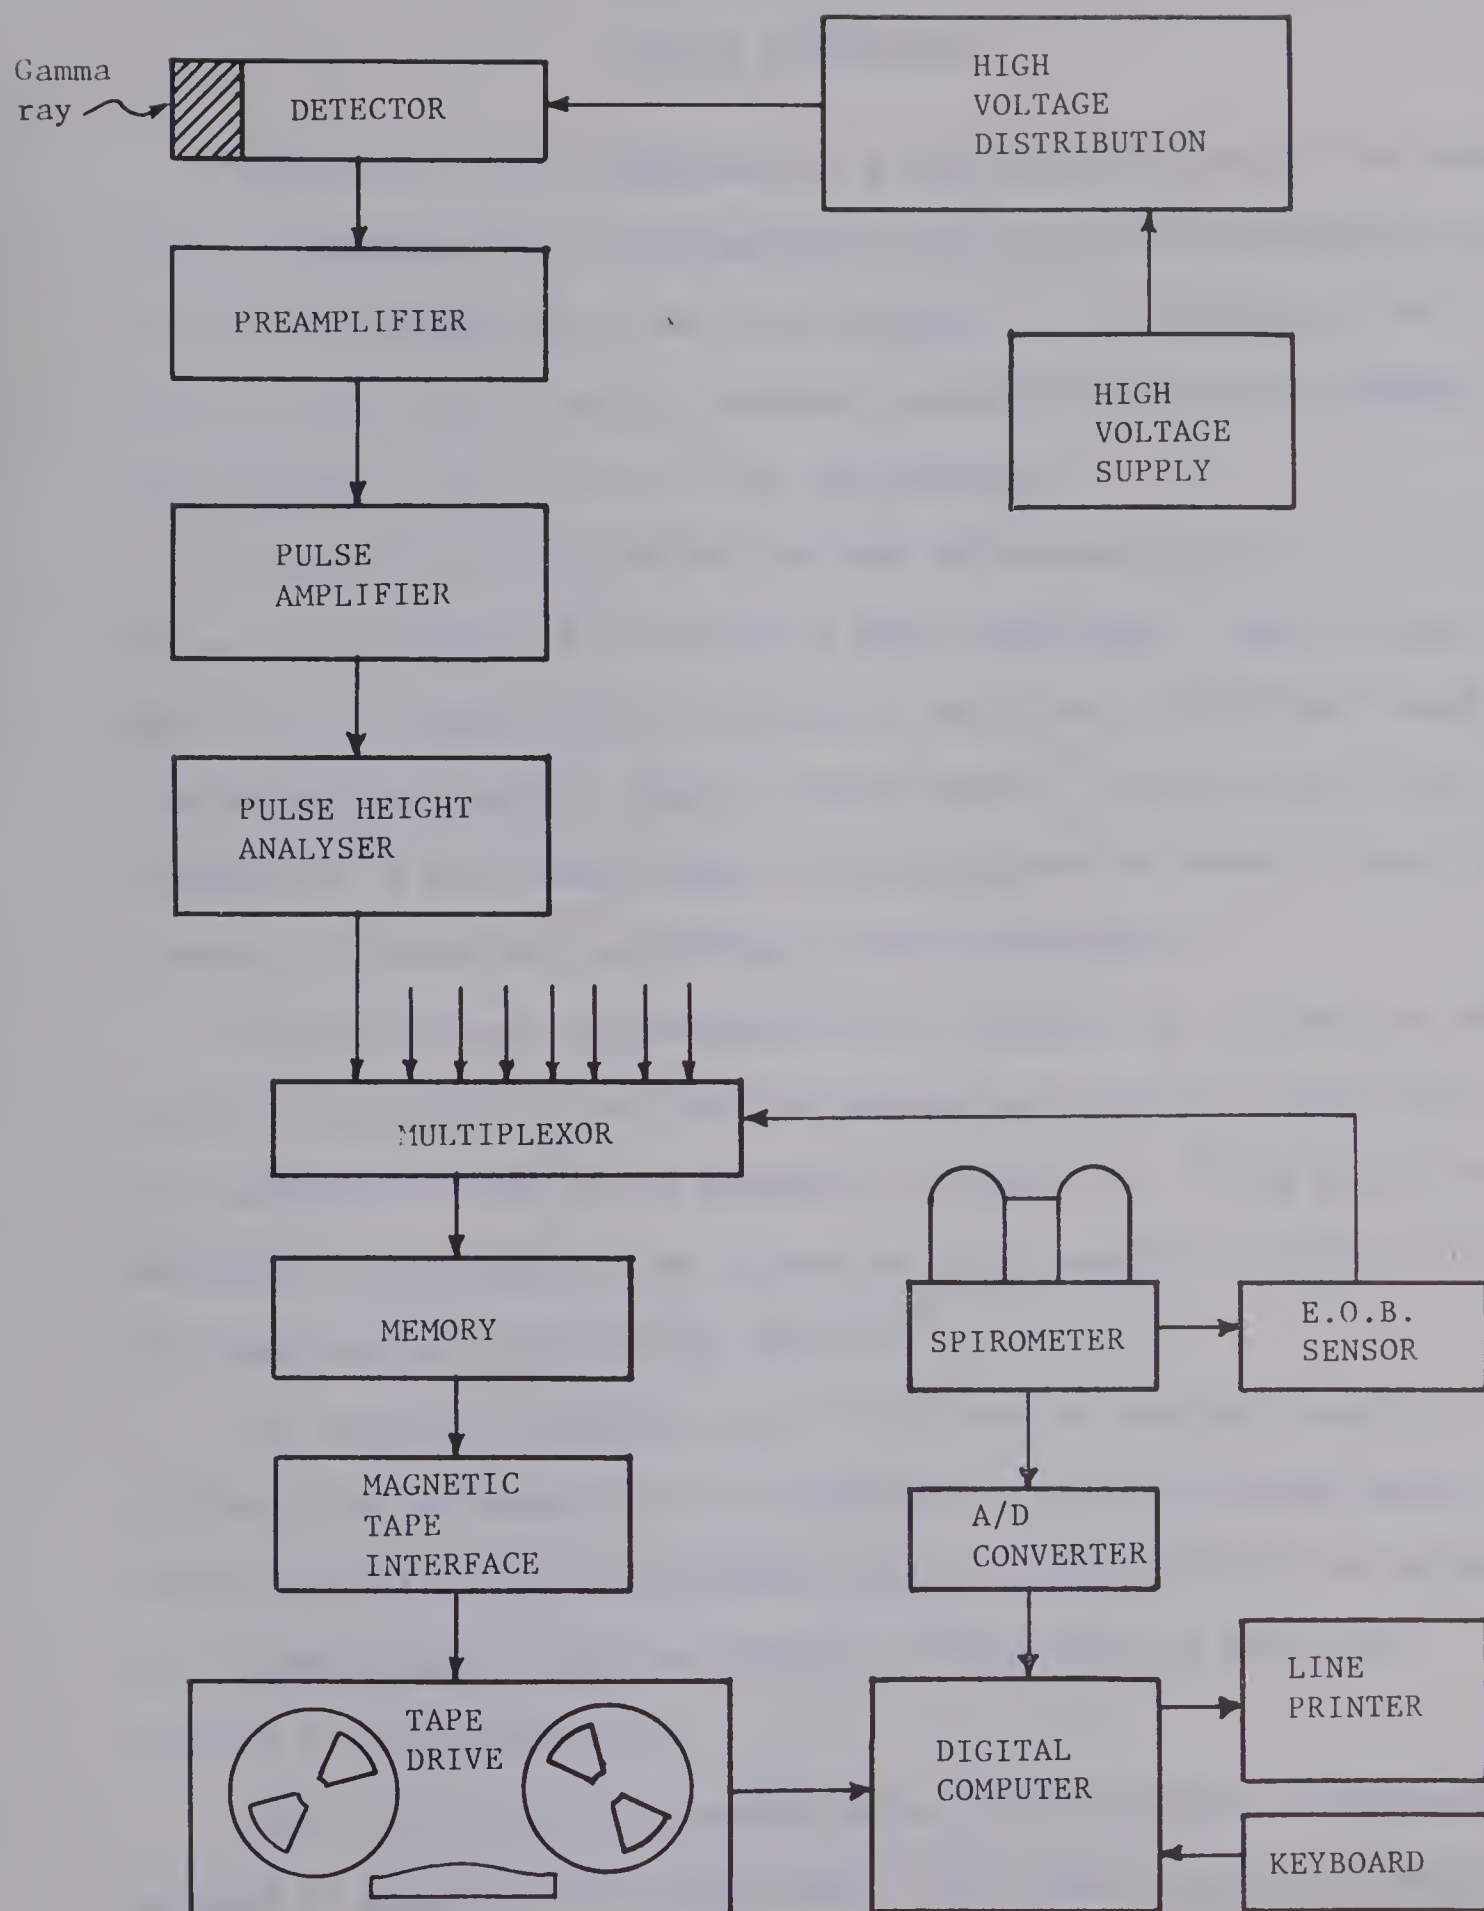 Gamma
ray
DETECTOR
HIGH
VOLTAGE
DISTRIBUTION
PREAMPLIFIER
HIGH
VOLTAGE
SUPPLY
PULSE
AMPLIFIER
PULSE HEIGHT
ANALYSER
MULTIPLEXOR
MEMORY
SPIROMETER
E.O.B.
SENSOR
MAGNETIC
TAPE
INTERFACE
A/D
CONVERTER
TAPE
DRIVE
DIGITAL
COMPUTER
LINE
PRINTER
KEYBOARD